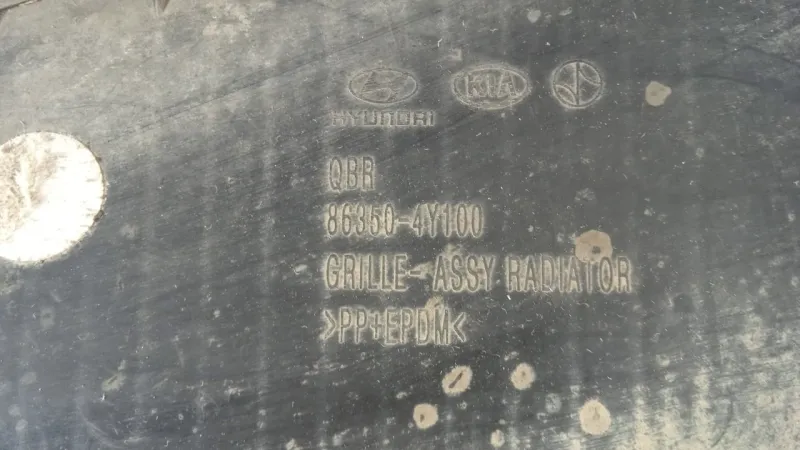 KIA
HYUNDAI
QBR
86350-4Y100
GRILLE-ASSY RADIATOR
>PP+EPDM<